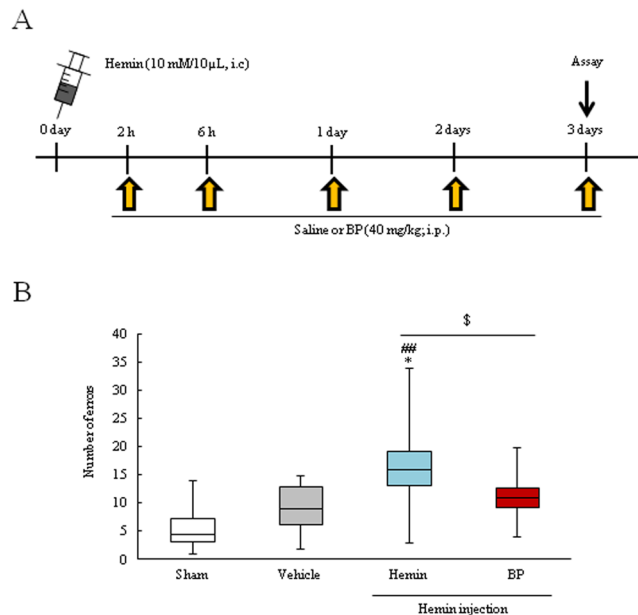 A
Hemin (10 mM/10μL, i.c)
Assay
0 day
2 h
6 h
1 day
2 days
3 days
Saline or BP (40 mg/kg; i.p.)
B
Number of errors
40
35
30
25
20
15
10
5
0
$
##
*
Sham
Vehicle
Hemin
BP
Hemin injection